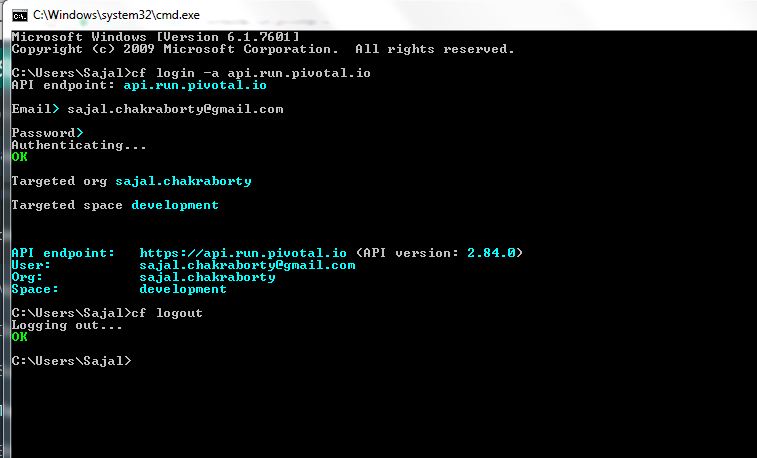 C:\Windows\system32\cmd.exe
Microsoft Windows [Version 6.1.7601]
Copyright (c) 2009 Microsoft Corporation.  All rights reserved.
C:\Users\Sajal>cf login -a api.run.pivotal.io
API endpoint: api.run.pivotal.io
Email> sajal.chakraborty@gmail.com
Password>
Authenticating...
OK
Targeted org sajal.chakraborty
Targeted space development
API endpoint:   https://api.run.pivotal.io (API version: 2.84.0)
User:           sajal.chakraborty@gmail.com
Org:            sajal.chakraborty
Space:          development
C:\Users\Sajal>cf logout
Logging out...
OK
C:\Users\Sajal>